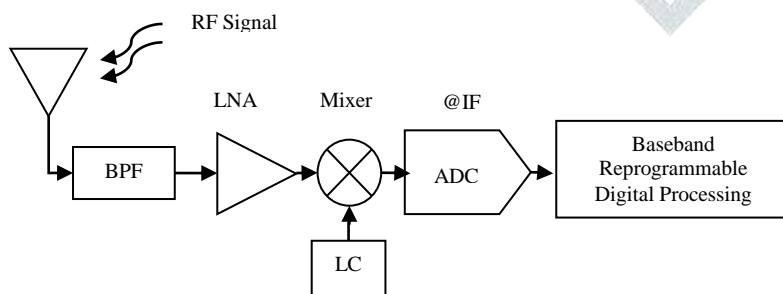 RF Signal
LNA
Mixer
@IF
BPF
ADC
Baseband
Reprogrammable
Digital Processing
LC